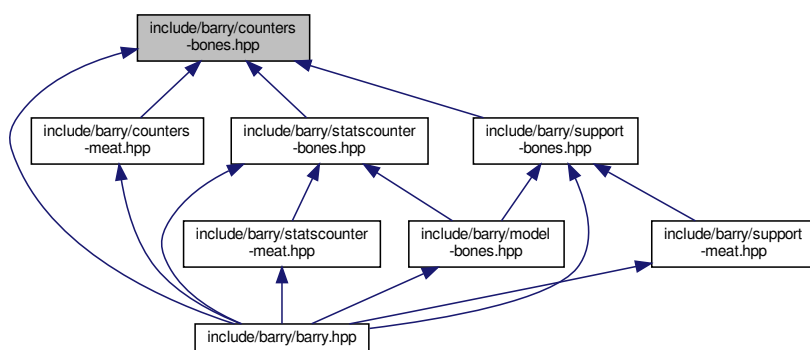 include/barry/counters
-bones.hpp
include/barry/counters
-meat.hpp
include/barry/statscounter
-bones.hpp
include/barry/support
-bones.hpp
include/barry/statscounter
-meat.hpp
include/barry/model
-bones.hpp
include/barry/support
-meat.hpp
include/barry/barry.hpp